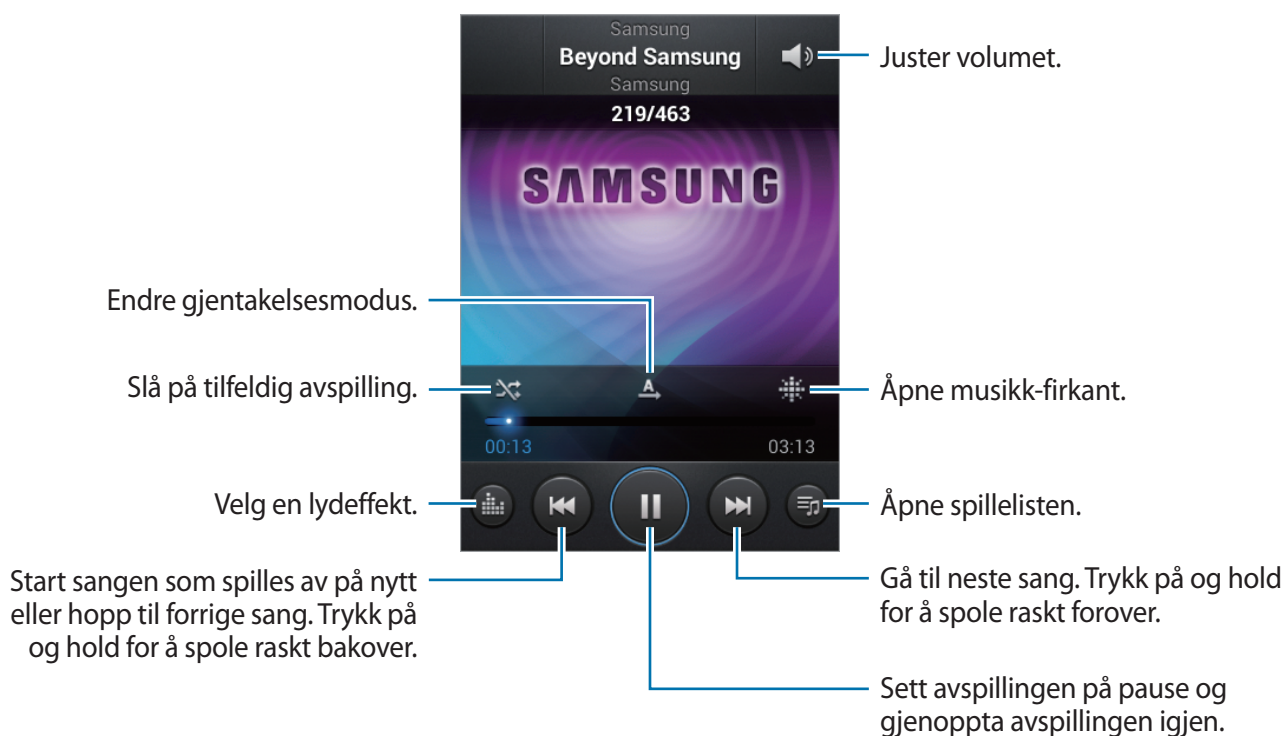 Samsung
Beyond Samsung
Samsung
219/463
SAMSUNG
Juster volumet.
Endre gjentakelsesmodus.
Slå på tilfeldig avspilling.
A
Åpne musikk-firkant.
00:13
03:13
Velg en lydeffekt.
Åpne spillelisten.
Start sangen som spilles av på nytt
eller hopp til forrige sang. Trykk på
og hold for å spole raskt bakover.
Gå til neste sang. Trykk på og hold
for å spole raskt forover.
Sett avspillingen på pause og
gjenoppta avspillingen igjen.